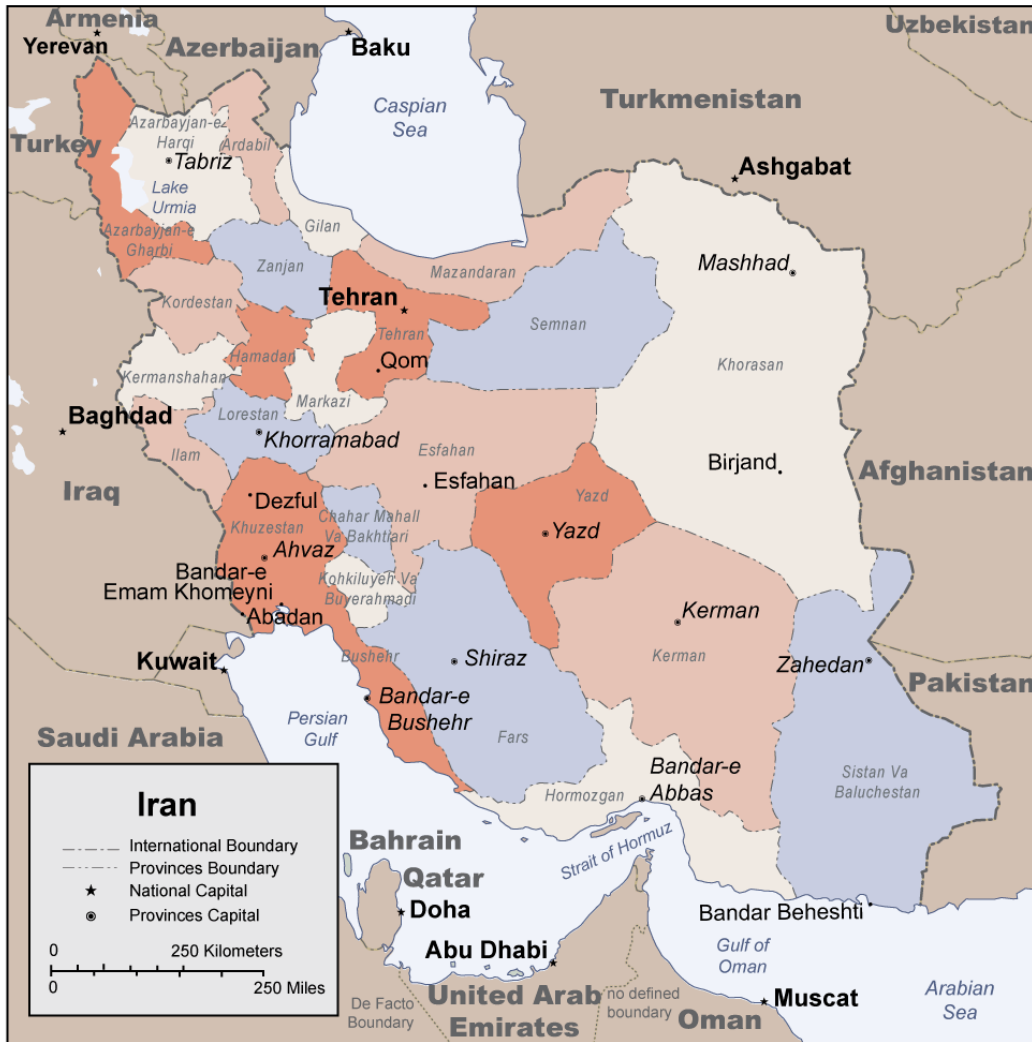 Armenia
Yerevan
Azerbaijan
Baku
Uzbekistan
Caspian
Sea
Turkmenistan
Turkey
Azarbayjan-e
Harqi
Ardabil
Tabriz
Lake
Urmia
Ashgabat
Azarbayjan-e
Gharbi
Gilan
Zanjan
Mazandaran
Mashhad
Kordestan
Tehran
Semnan
Hamadan
Tehran
Qom
Khorasan
Kermanshahan
Markazi
Baghdad
Lorestan
Khorramabad
Ilam
Esfahan
Esfahan
Birjand
Afghanistan
Iraq
Dezful
Khuzestan
Chahar Mahall
Va Bakhtiari
Yazd
Yazd
Ahvaz
Bandar-e
Emam Khomeyni
Kohkiluyeh Va
Buyerahmadi
Abadan
Kerman
Kuwait
Bushehr
Shiraz
Kerman
Zahedan
Pakistan
Bandar-e
Bushehr
Persian
Gulf
Saudi Arabia
Fars
Bandar-e
Abbas
Sistan Va
Baluchestan
Hormozgan
Strait of Hormuz
Bahrain
Qatar
Doha
Bandar Beheshti
Abu Dhabi
Gulf of
Oman
United Arab
Emirates
De Facto
Boundary
no defined
boundary
Oman
Muscat
Arabian
Sea
Iran
International Boundary
Provinces Boundary
National Capital
Provinces Capital
0 250 Kilometers
0 250 Miles